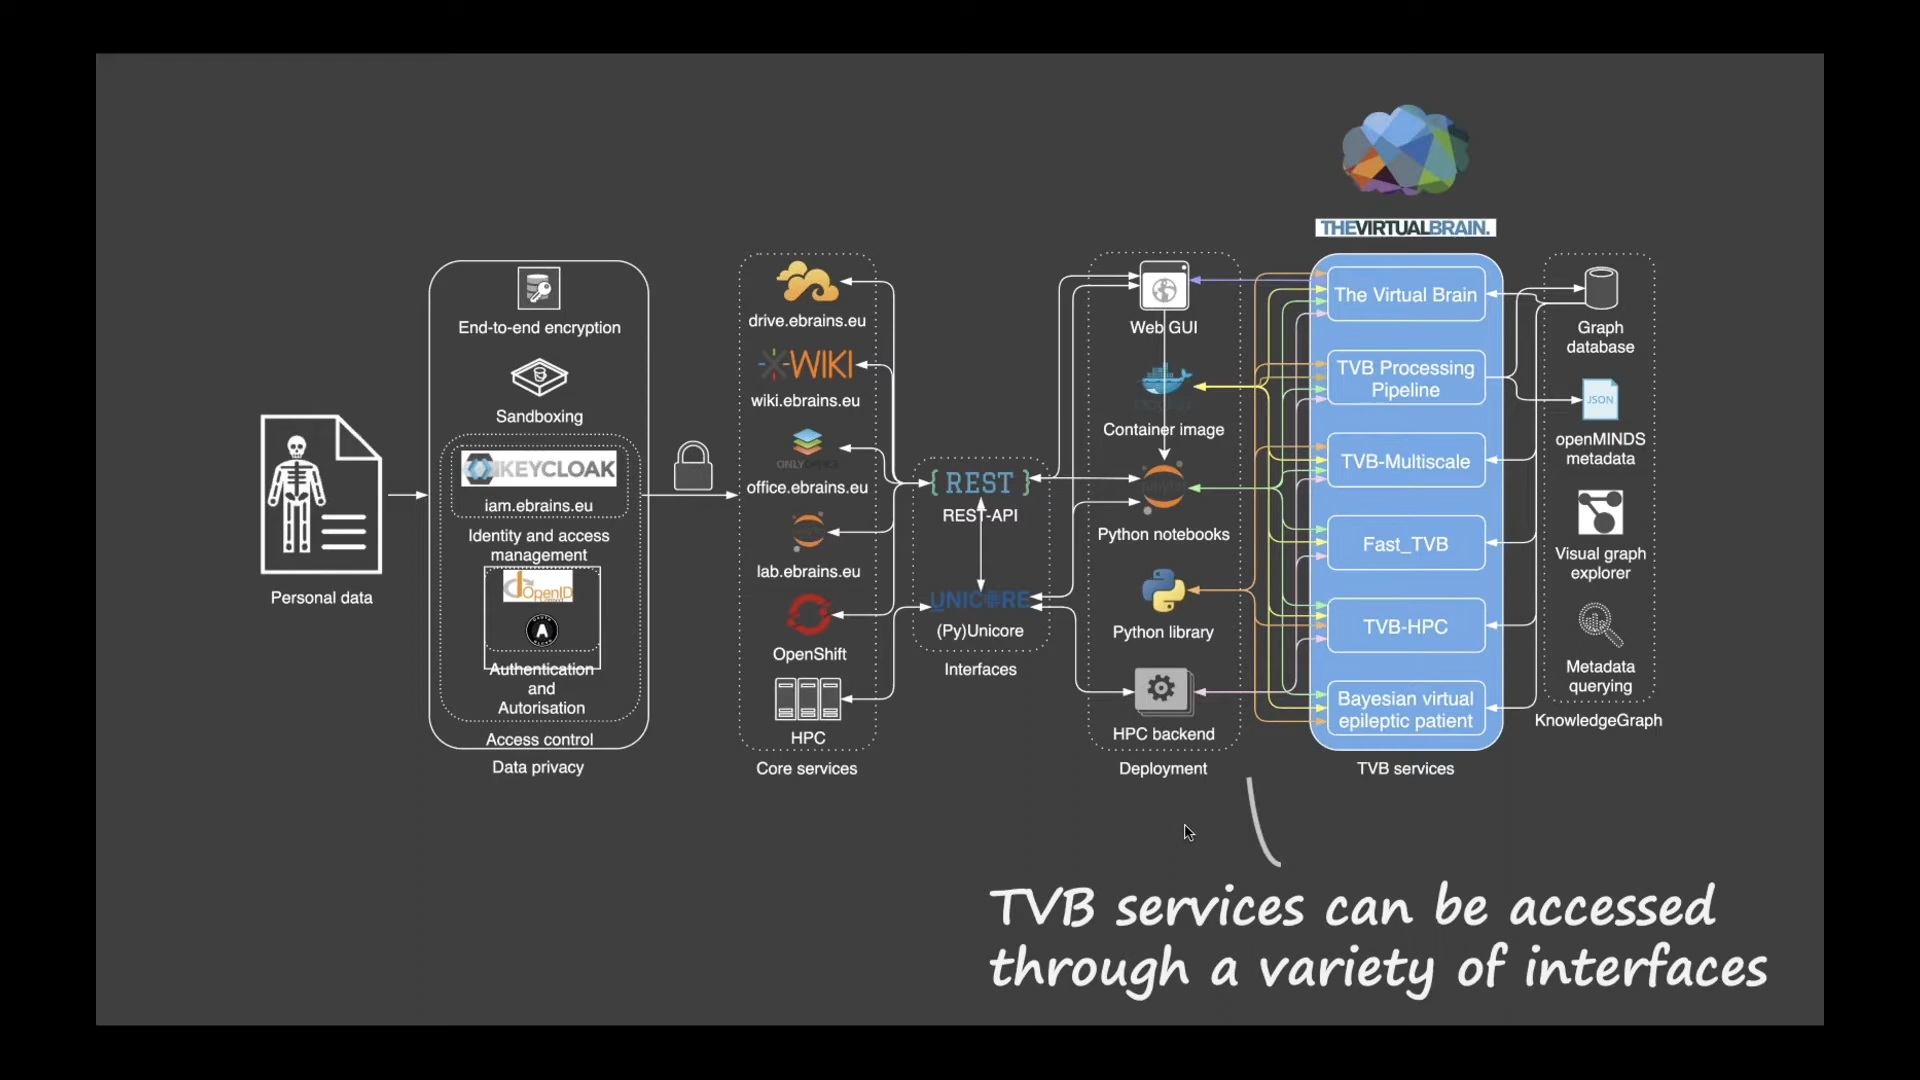 THEVIRTUALBRAIN.
Personal data
End-to-end encryption
Sandboxing
KEYCLOAK
iam.ebrains.eu
Identity and access
management
OpenID
A
Authentication
and
Autorisation
Access control
Data privacy
drive.ebrains.eu
WIKI
wiki.ebrains.eu
ONLYOFFICE
office.ebrains.eu
lab.ebrains.eu
OpenShift
HPC
Core services
{ REST }
REST-API
UNICORE
(Py)Unicore
Interfaces
Web GUI
Container image
Python notebooks
Python library
HPC backend
Deployment
The Virtual Brain
TVB Processing
Pipeline
TVB-Multiscale
Fast_TVB
TVB-HPC
Bayesian virtual
epileptic patient
TVB services
Graph
database
JSON
openMINDS
metadata
Visual graph
explorer
Metadata
querying
KnowledgeGraph
TVB services can be accessed
through a variety of interfaces